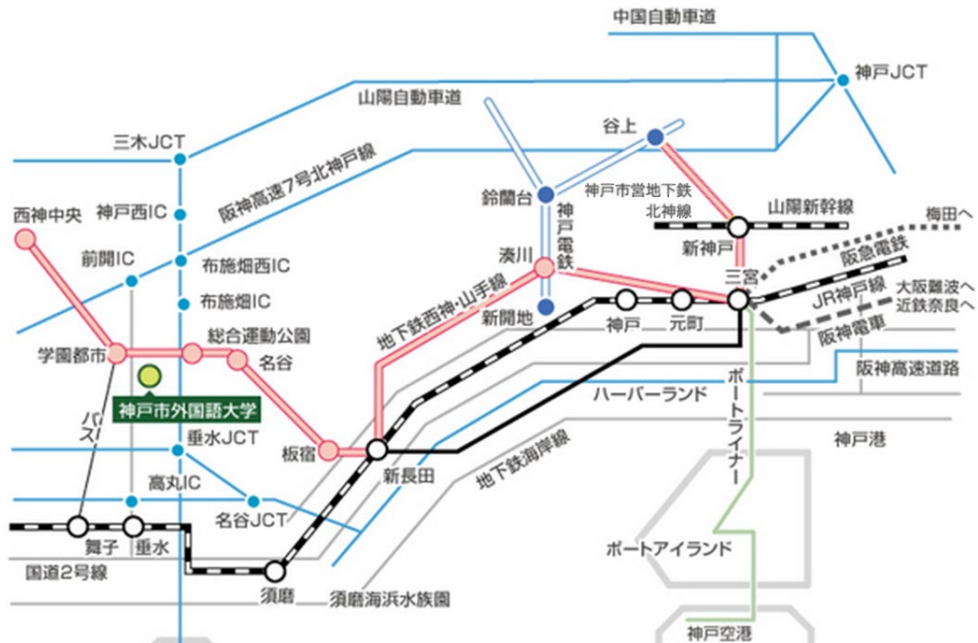 中国自動車道
神戸JCT
山陽自動車道
谷上
三木JCT
阪神高速7号北神戸線
鈴蘭台
神戸市営地下鉄
北神線
山陽新幹線
梅田へ
西神中央
神戸西IC
神戸電鉄
新神戸
阪急電鉄
前開IC
布施畑西IC
湊川
三宮
大阪難波へ
近鉄奈良へ
JR神戸線
布施畑IC
地下鉄西神・山手線
新開地
神戸
元町
阪神電車
学園都市
総合運動公園
名谷
阪神高速道路
ハーバーランド
ポートライナー
神戸市外国語大学
バス
垂水JCT
板宿
新長田
地下鉄海岸線
神戸港
高丸IC
名谷JCT
舞子
垂水
ポートアイランド
国道2号線
須磨
須磨海浜水族園
神戸空港